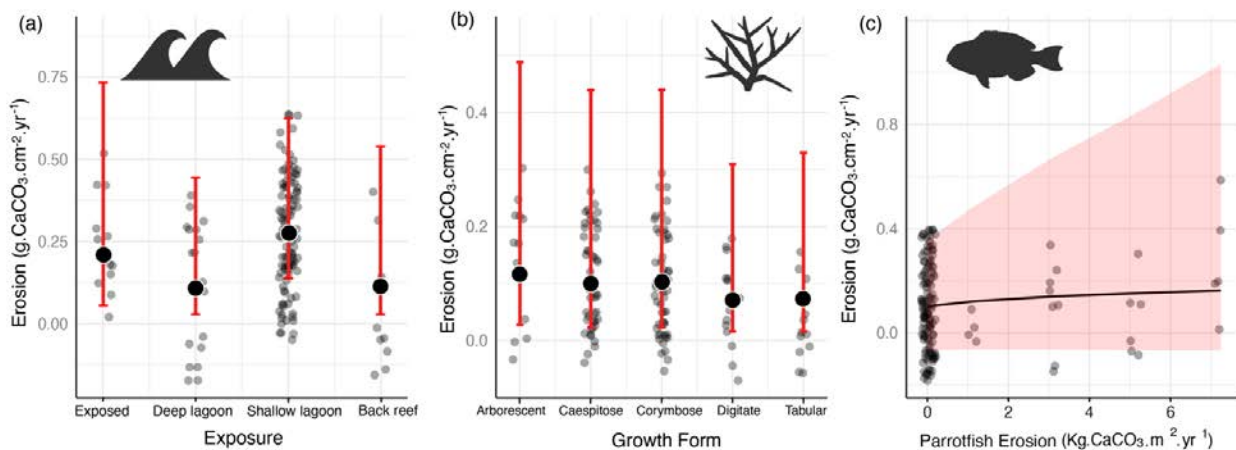 (a)
Erosion (g.CaCO₃.cm⁻².yr⁻¹)
0.75
0.50
0.25
0.00
Exposed Deep lagoon Shallow lagoon Back reef
Exposure
(b)
Erosion (g.CaCO₃.cm⁻².yr⁻¹)
0.4
0.2
0.0
Arborescent Caespitose Corymbose Digitate Tabular
Growth Form
(c)
Erosion (g.CaCO₃.cm⁻².yr⁻¹)
0.8
0.4
0.0
0 2 4 6
Parrotfish Erosion (Kg.CaCO₃.m⁻².yr⁻¹)